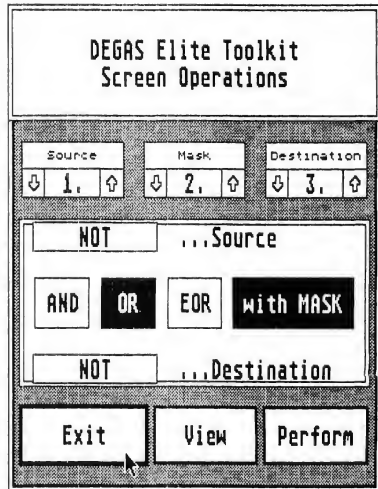 DEGAS Elite Toolkit
Screen Operations
Source Mask Destination
⇩ 1. ⇧ ⇩ 2. ⇧ ⇩ 3. ⇧
NOT ...Source
AND OR EOR with MASK
NOT ...Destination
Exit View Perform